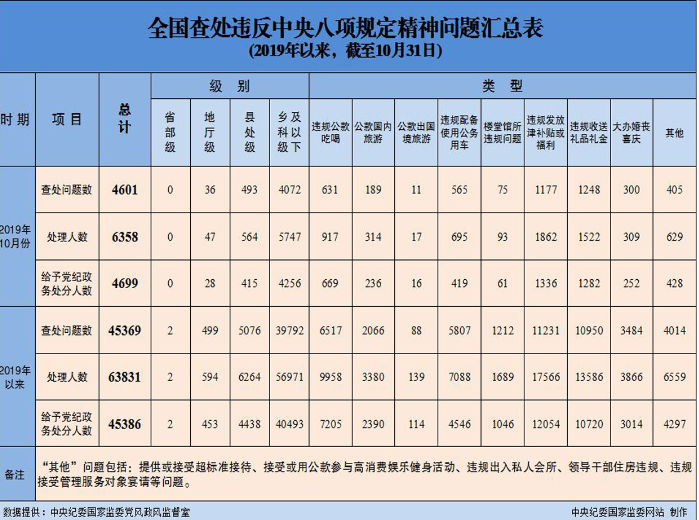 全国查处违反中央八项规定精神问题汇总表
(2019年以来，截至10月31日)
时期 项目 总计 级别 类型
省部级 地厅级 县处级 乡科级及以下 违规公款吃喝 公款国内旅游 公款出国境旅游 违规配备使用公务用车 楼堂馆所违规问题 违规发放津补贴或福利 违规收送礼品礼金 大办婚丧喜庆 其他
2019年10月份
查处问题数 4601 0 36 493 4072 631 189 11 565 75 1177 1248 300 405
处理人数 6358 0 47 564 5747 917 314 17 695 93 1862 1522 309 629
给予党纪政务处分人数 4699 0 28 415 4256 669 236 16 419 61 1336 1282 252 428
2019年以来
查处问题数 45369 2 499 5076 39792 6517 2066 88 5807 1212 11231 10950 3484 4014
处理人数 63831 2 594 6264 56971 9958 3380 139 7088 1689 17566 13586 3866 6559
给予党纪政务处分人数 45386 2 453 4438 40493 7205 2390 114 4546 1046 12054 10720 3014 4297
备注
“其他”问题包括：提供或接受超标准接待、接受或用公款参与高消费娱乐健身活动、违规出入私人会所、领导干部住房违规、违规
接受管理服务对象宴请等问题。
数据提供：中央纪委国家监委党风政风监督室 中央纪委国家监委网站 制作